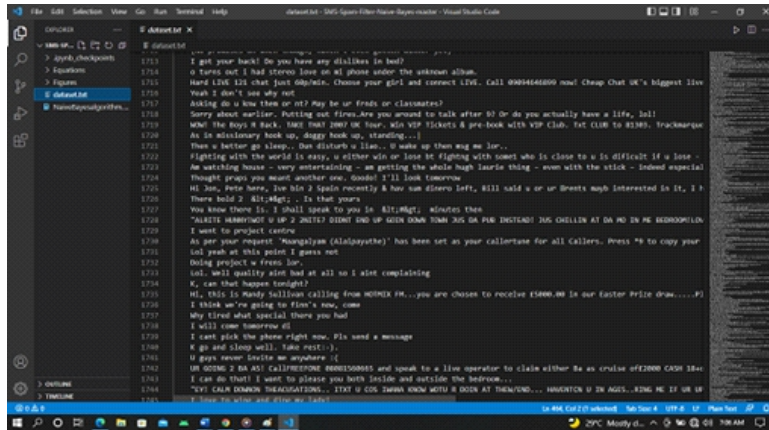 File Edit Selection View Go Run Terminal Help
dataset.txt - SMS-Spam-Filter-Naive-Bayes-master - Visual Studio Code
EXPLORER
dataset.txt
SMS-SP...
.ipynb_checkpoints
Equations
Figures
dataset.txt
NaiveBayesalgorithm...
OUTLINE
TIMELINE
dataset.txt
1713 I got your back! Do you have any dislikes in bed?
1714 o turns out i had stereo love on mi phone under the unknown album.
1715 Hard LIVE 121 chat just 60p/min. Choose your girl and connect LIVE. Call 09094646899 now! Cheap Chat UK's biggest live
1716 Yeah I don't see why not
1717 Asking do u knw them or nt? May be ur frnds or classmates?
1718 Sorry about earlier. Putting out fires.Are you around to talk after 9? Or do you actually have a life, lol!
1719 WOW! The Boys R Back. TAKE THAT 2007 UK Tour. Win VIP Tickets & pre-book with VIP Club. Txt CLUB to 81303. Trackmarque
1720 As in missionary hook up, doggy hook up, standing...|
1721 Then u better go sleep.. Dun disturb u liao.. U wake up then msg me lor..
1722 Fighting with the world is easy, u either win or lose bt fightng with some1 who is close to u is dificult if u lose -
1723 Am watching house – very entertaining – am getting the whole hugh laurie thing – even with the stick – indeed especial
1724 Thought praps you meant another one. Goodo! I'll look tomorrow
1725 Hi Jon, Pete here, Ive bin 2 Spain recently & hav sum dinero left, Bill said u or ur
1726 There bold 2 &lt;#&gt; . Is that yours
1727 You know there is. I shall speak to you in &lt;#&gt; minutes then
1728 "ALRITE HUNNY!WOT U UP 2 2NITE? DIDNT END UP GOIN DOWN TOWN JUS DA PUB INSTEAD! JUS CHILLIN AT DA MO IN ME BEDROOM!LOV
1729 I went to project centre
1730 As per your request 'Maangalyam (Alaipayuthe)' has been set as your callertune for all Callers. Press *9 to copy your
1731 Lol yeah at this point I guess not
1732 Doing project w frens lor.
1733 Lol. Well quality aint bad at all so i aint complaining
1734 K, can that happen tonight?
1735 Hi, this is Mandy Sullivan calling from HOTMIX FM...you are chosen to receive £5000.00 in our Easter Prize draw.....Pl
1736 I think we're going to finn's now, come
1737 Why tired what special there you had
1738 I will come tomorrow di
1739 I cant pick the phone right now. Pls send a message
1740 K go and sleep well. Take rest:-).
1741 U guys never invite me anywhere :(
1742 UR GOING 2 BAHAMAS! CallFREEFONE 08081560665 and speak to a live operator to claim either Ba as cruise of£2000 CASH 18+o
1743 I can do that! I want to please you both inside and outside the bedroom...
1744 "EY! CALM DOWNON THEACUSATIONS.. ITXT U COS IWANA KNOW WOTU R DOIN AT THEW/END... HAVENTCN U IN AGES..RING ME IF UR UP
I love to wine and dine my lady!
Ln 464, Col 2 (1 selected) Tab Size: 4 UTF-8 LF Plain Text
29°C Mostly cl...
7:06 AM